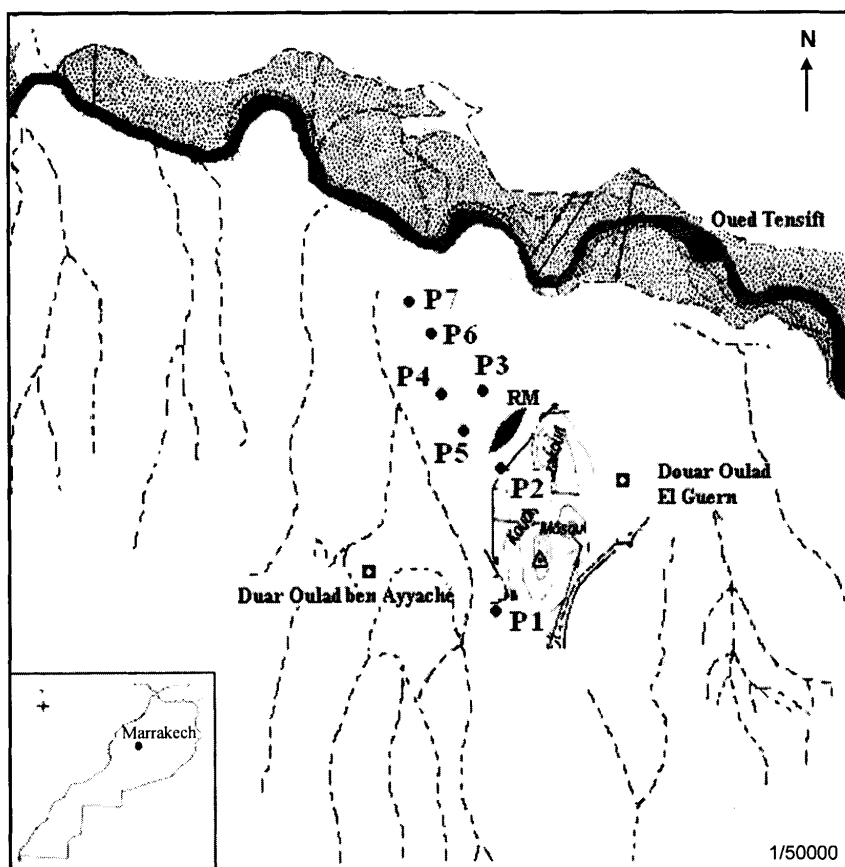 N
Oued Tensift
P7
P6
P3
P4
RM
P5
P2
Douar Oulad
El Guern
Koudia
Duar Oulad ben Ayyache
P1
Marrakech
1/50000